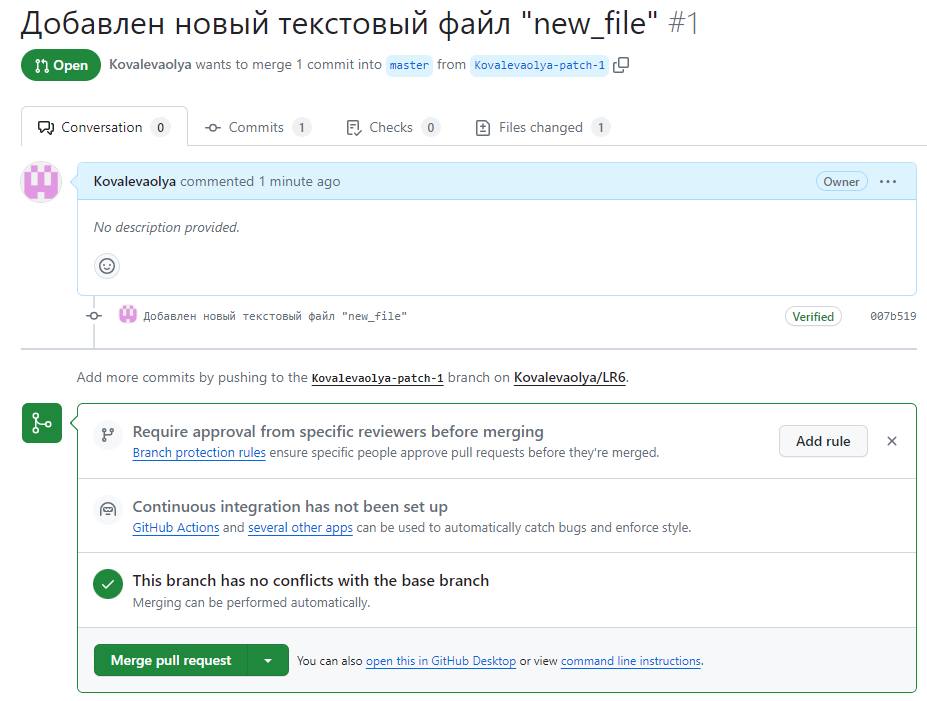 Добавлен новый текстовый файл "new_file" #1
Open Kovalevaolya wants to merge 1 commit into master from Kovalevaolya-patch-1
Conversation 0 Commits 1 Checks 0 Files changed 1
Kovalevaolya commented 1 minute ago Owner ...
No description provided.
Добавлен новый текстовый файл "new_file" Verified 007b519
Add more commits by pushing to the Kovalevaolya-patch-1 branch on Kovalevaolya/LR6.
Require approval from specific reviewers before merging
Branch protection rules ensure specific people approve pull requests before they're merged.
Add rule
Continuous integration has not been set up
GitHub Actions and several other apps can be used to automatically catch bugs and enforce style.
This branch has no conflicts with the base branch
Merging can be performed automatically.
Merge pull request You can also open this in GitHub Desktop or view command line instructions.